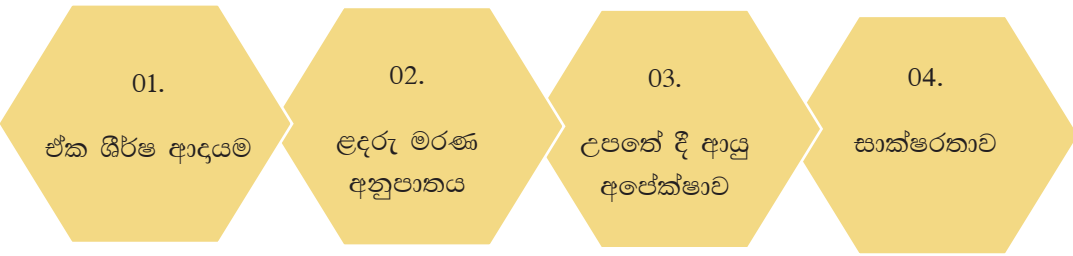 01.
ඒක ශීර්ෂ ආදායම
02.
ළදරු මරණ
අනුපාතය
03.
උපතේ දී ආයු
අපේක්ෂාව
04.
සාක්ෂරතාව